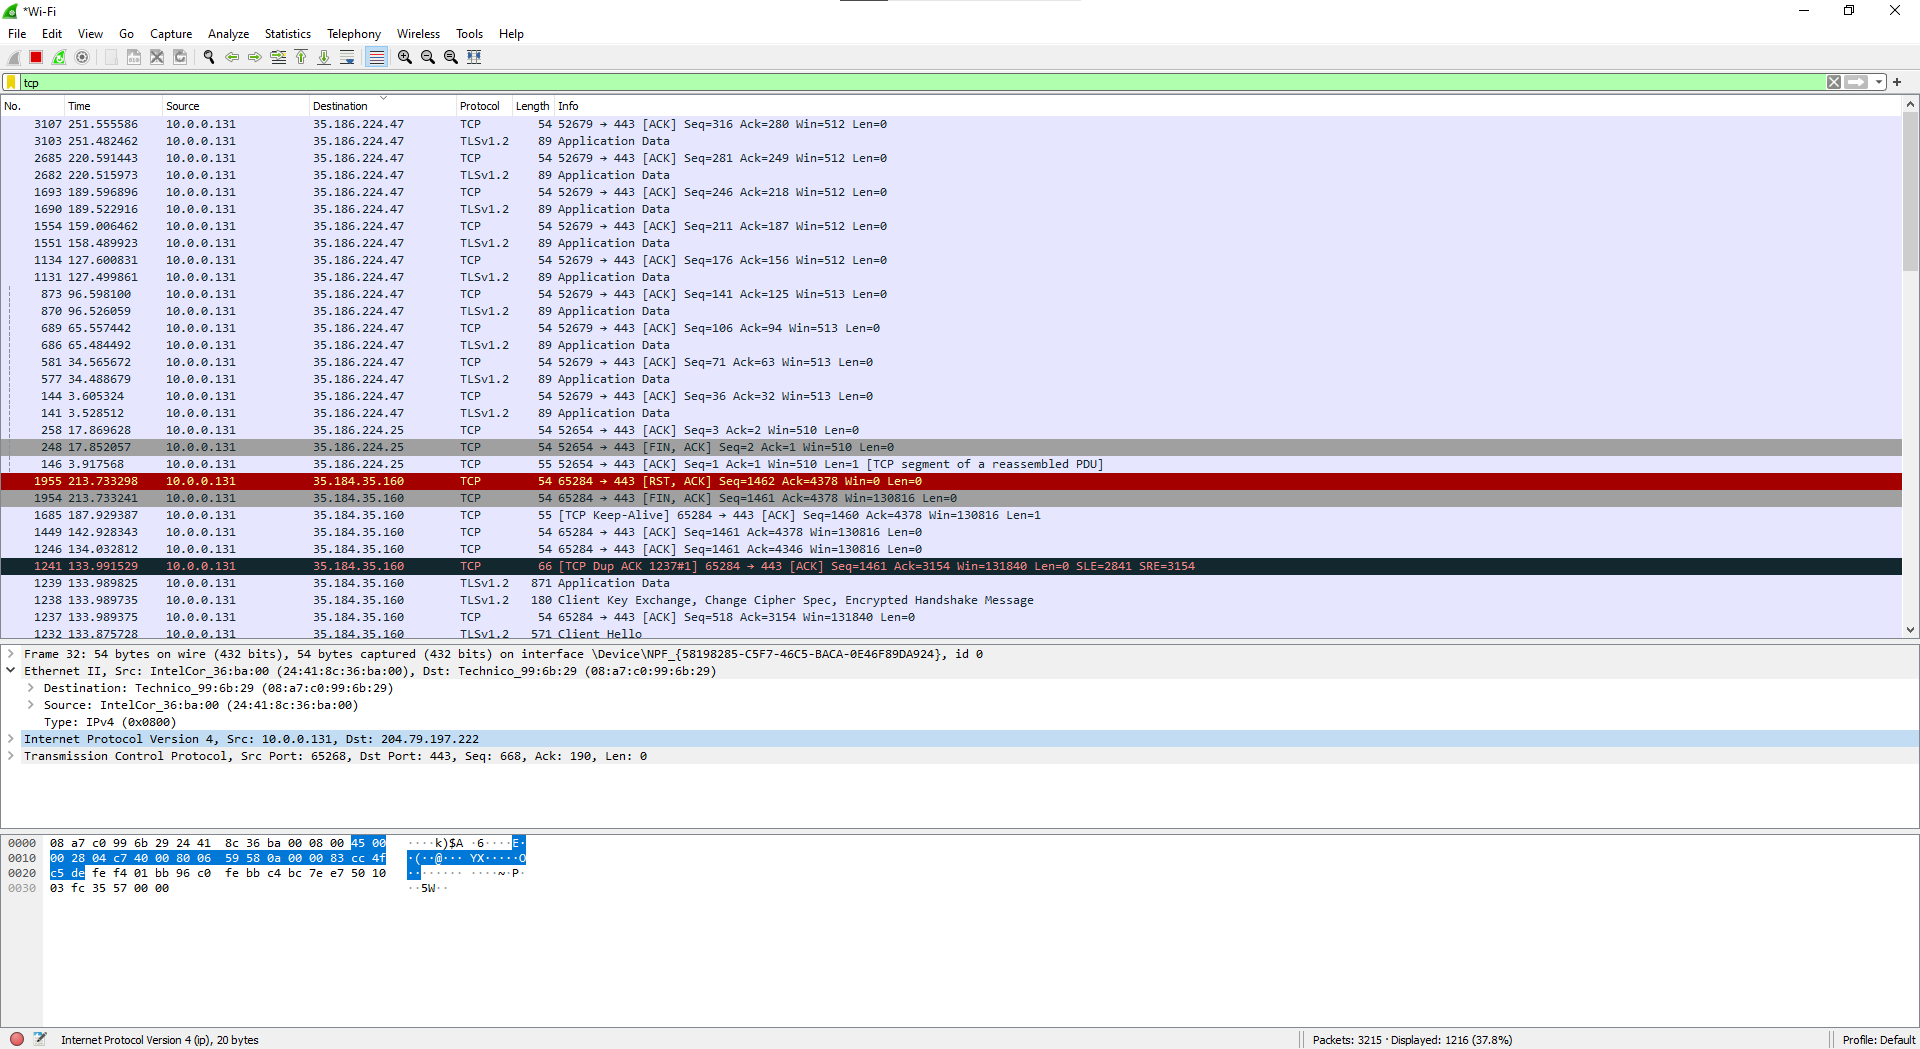 *Wi-Fi
File Edit View Go Capture Analyze Statistics Telephony Wireless Tools Help
tcp
No. Time Source Destination Protocol Length Info
3107 251.555586 10.0.0.131 35.186.224.47 TCP 54 52679 → 443 [ACK] Seq=316 Ack=280 Win=512 Len=0
3103 251.482462 10.0.0.131 35.186.224.47 TLSv1.2 89 Application Data
2685 220.591443 10.0.0.131 35.186.224.47 TCP 54 52679 → 443 [ACK] Seq=281 Ack=249 Win=512 Len=0
2682 220.515973 10.0.0.131 35.186.224.47 TLSv1.2 89 Application Data
1693 189.596896 10.0.0.131 35.186.224.47 TCP 54 52679 → 443 [ACK] Seq=246 Ack=218 Win=512 Len=0
1690 189.522916 10.0.0.131 35.186.224.47 TLSv1.2 89 Application Data
1554 159.006462 10.0.0.131 35.186.224.47 TCP 54 52679 → 443 [ACK] Seq=211 Ack=187 Win=512 Len=0
1551 158.489923 10.0.0.131 35.186.224.47 TLSv1.2 89 Application Data
1134 127.600831 10.0.0.131 35.186.224.47 TCP 54 52679 → 443 [ACK] Seq=176 Ack=156 Win=512 Len=0
1131 127.499861 10.0.0.131 35.186.224.47 TLSv1.2 89 Application Data
873 96.598100 10.0.0.131 35.186.224.47 TCP 54 52679 → 443 [ACK] Seq=141 Ack=125 Win=513 Len=0
870 96.526059 10.0.0.131 35.186.224.47 TLSv1.2 89 Application Data
689 65.557442 10.0.0.131 35.186.224.47 TCP 54 52679 → 443 [ACK] Seq=106 Ack=94 Win=513 Len=0
686 65.484492 10.0.0.131 35.186.224.47 TLSv1.2 89 Application Data
581 34.565672 10.0.0.131 35.186.224.47 TCP 54 52679 → 443 [ACK] Seq=71 Ack=63 Win=513 Len=0
577 34.488679 10.0.0.131 35.186.224.47 TLSv1.2 89 Application Data
144 3.605324 10.0.0.131 35.186.224.47 TCP 54 52679 → 443 [ACK] Seq=36 Ack=32 Win=513 Len=0
141 3.528512 10.0.0.131 35.186.224.47 TLSv1.2 89 Application Data
258 17.869628 10.0.0.131 35.186.224.25 TCP 54 52654 → 443 [ACK] Seq=3 Ack=2 Win=510 Len=0
248 17.852057 10.0.0.131 35.186.224.25 TCP 54 52654 → 443 [FIN, ACK] Seq=2 Ack=1 Win=510 Len=0
146 3.917568 10.0.0.131 35.186.224.25 TCP 55 52654 → 443 [ACK] Seq=1 Ack=1 Win=510 Len=1 [TCP segment of a reassembled PDU]
1955 213.733298 10.0.0.131 35.184.35.160 TCP 54 65284 → 443 [RST, ACK] Seq=1462 Ack=4378 Win=0 Len=0
1954 213.733241 10.0.0.131 35.184.35.160 TCP 54 65284 → 443 [FIN, ACK] Seq=1461 Ack=4378 Win=130816 Len=0
1685 187.929387 10.0.0.131 35.184.35.160 TCP 55 [TCP Keep-Alive] 65284 → 443 [ACK] Seq=1460 Ack=4378 Win=130816 Len=1
1449 142.928343 10.0.0.131 35.184.35.160 TCP 54 65284 → 443 [ACK] Seq=1461 Ack=4378 Win=130816 Len=0
1246 134.032812 10.0.0.131 35.184.35.160 TCP 54 65284 → 443 [ACK] Seq=1461 Ack=4346 Win=130816 Len=0
1241 133.991529 10.0.0.131 35.184.35.160 TCP 66 [TCP Dup ACK 1237#1] 65284 → 443 [ACK] Seq=1461 Ack=3154 Win=131840 Len=0 SLE=2841 SRE=3154
1239 133.989825 10.0.0.131 35.184.35.160 TLSv1.2 871 Application Data
1238 133.989735 10.0.0.131 35.184.35.160 TLSv1.2 180 Client Key Exchange, Change Cipher Spec, Encrypted Handshake Message
1237 133.989375 10.0.0.131 35.184.35.160 TCP 54 65284 → 443 [ACK] Seq=518 Ack=3154 Win=131840 Len=0
1232 133.875728 10.0.0.131 35.184.35.160 TLSv1.2 571 Client Hello
Frame 32: 54 bytes on wire (432 bits), 54 bytes captured (432 bits) on interface \Device\NPF_{58198285-C5F7-46C5-BACA-0E46F89DA924}, id 0
Ethernet II, Src: IntelCor_36:ba:00 (24:41:8c:36:ba:00), Dst: Technico_99:6b:29 (08:a7:c0:99:6b:29)
Destination: Technico_99:6b:29 (08:a7:c0:99:6b:29)
Source: IntelCor_36:ba:00 (24:41:8c:36:ba:00)
Type: IPv4 (0x0800)
Internet Protocol Version 4, Src: 10.0.0.131, Dst: 204.79.197.222
Transmission Control Protocol, Src Port: 65268, Dst Port: 443, Seq: 668, Ack: 190, Len: 0
0000 08 a7 c0 99 6b 29 24 41 8c 36 ba 00 08 00 45 00 ····k)$A ·6····E·
0010 00 28 04 c7 40 00 80 06 59 58 0a 00 00 83 cc 4f ·(··@··· YX·····O
0020 c5 de fe f4 01 bb 96 c0 fe bb c4 bc 7e e7 50 10 ········ ····~·P·
0030 03 fc 35 57 00 00 ··5W··
Internet Protocol Version 4 (ip), 20 bytes
Packets: 3215 · Displayed: 1216 (37.8%)
Profile: Default